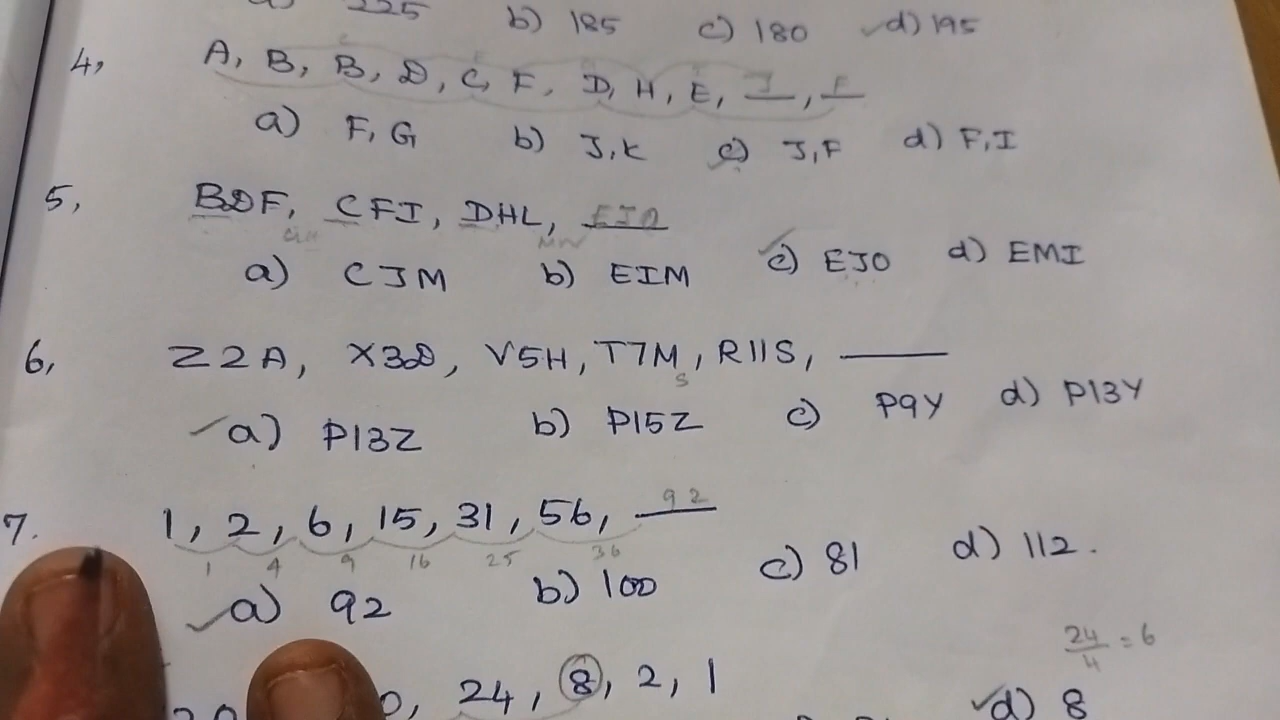 225 b) 185 c) 180 d) 195
4, A, B, B, D, C, F, D, H, E, J, F
a) F, G b) J, K c) J, F d) F, I
5, BDF, CFI, DHL, EJO
a) CJM b) EIM c) EJO d) EMI
6, Z2A, X3D, V5H, T7M, R11S, ____
S
a) P13Z b) P15Z c) P9Y d) P13Y
7. 1, 2, 6, 15, 31, 56, 92
1 4 9 16 25 36
a) 92 b) 100 c) 81 d) 112.
24/4 = 6
24, 8, 2, 1
d) 8